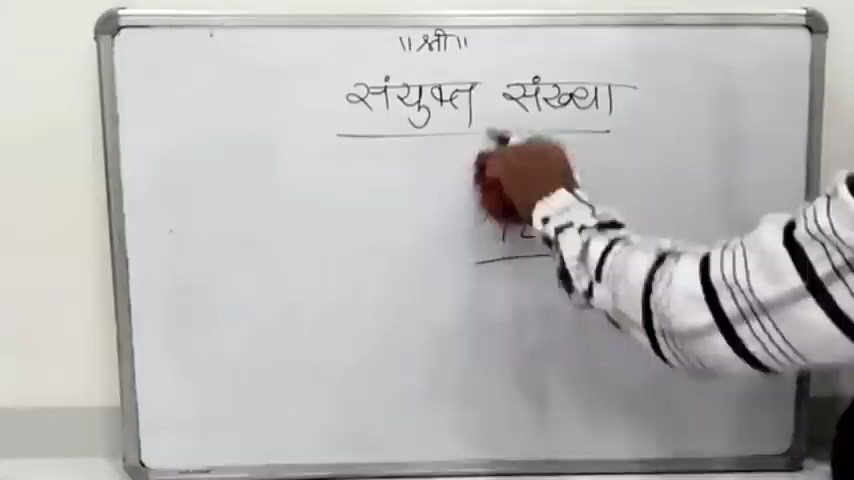 ॥ श्री ॥
संयुक्त संख्या